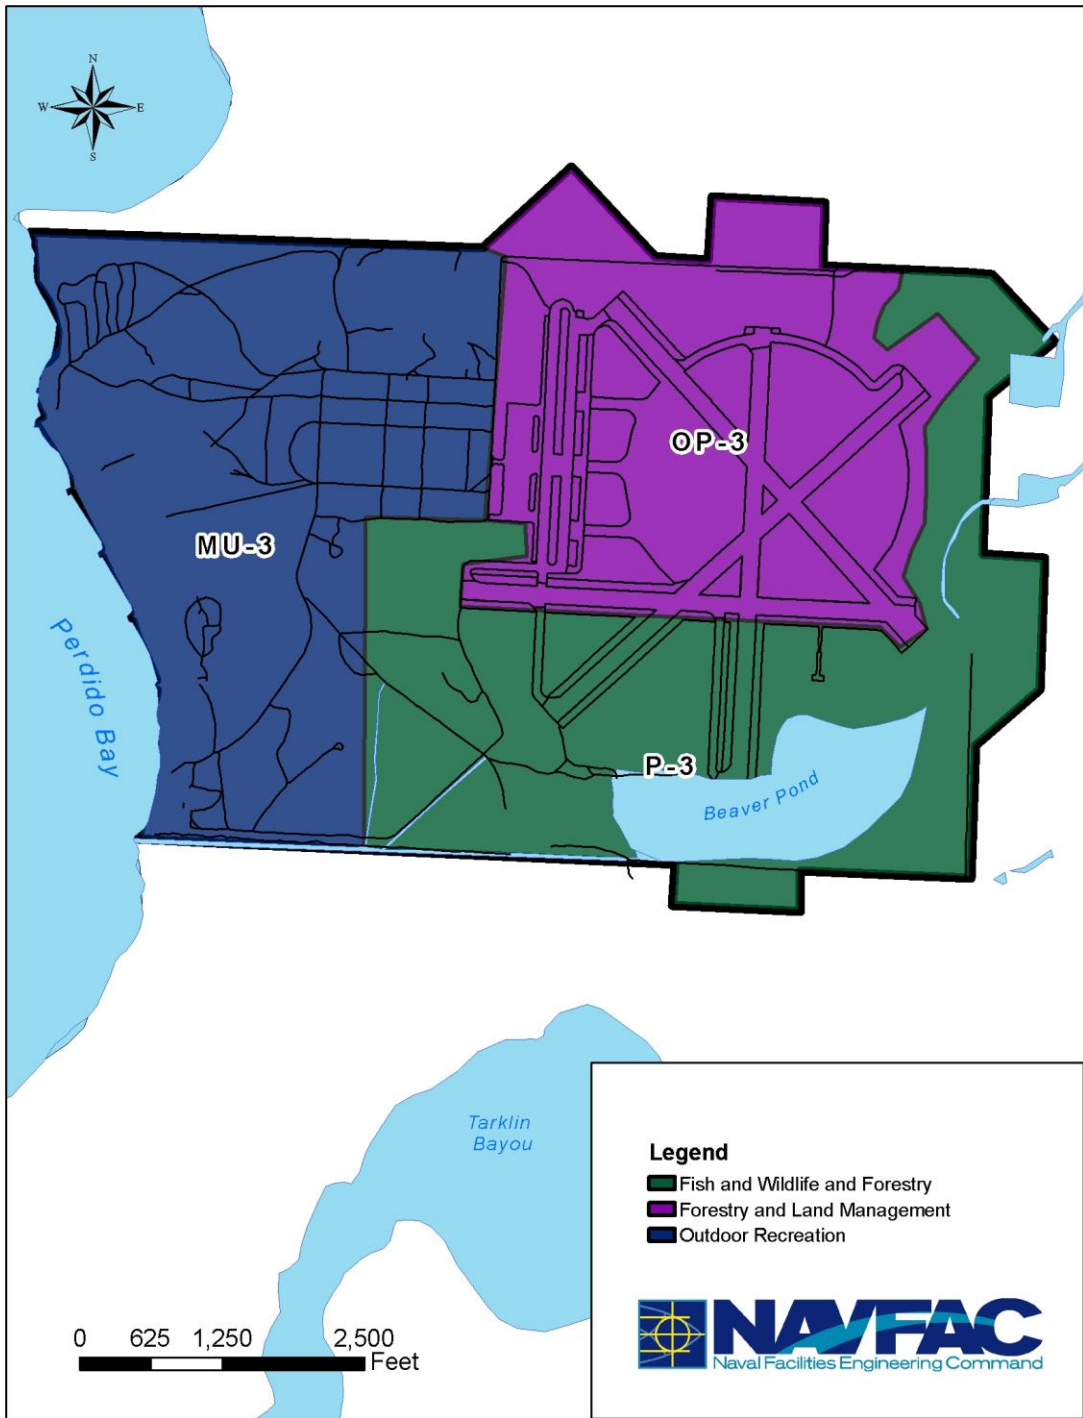 N
W E
S
OP-3
MU-3
Perdido Bay
P-3
Beaver Pond
Tarklin
Bayou
Legend
Fish and Wildlife and Forestry
Forestry and Land Management
Outdoor Recreation
0 625 1,250 2,500
Feet
NAVFAC
Naval Facilities Engineering Command